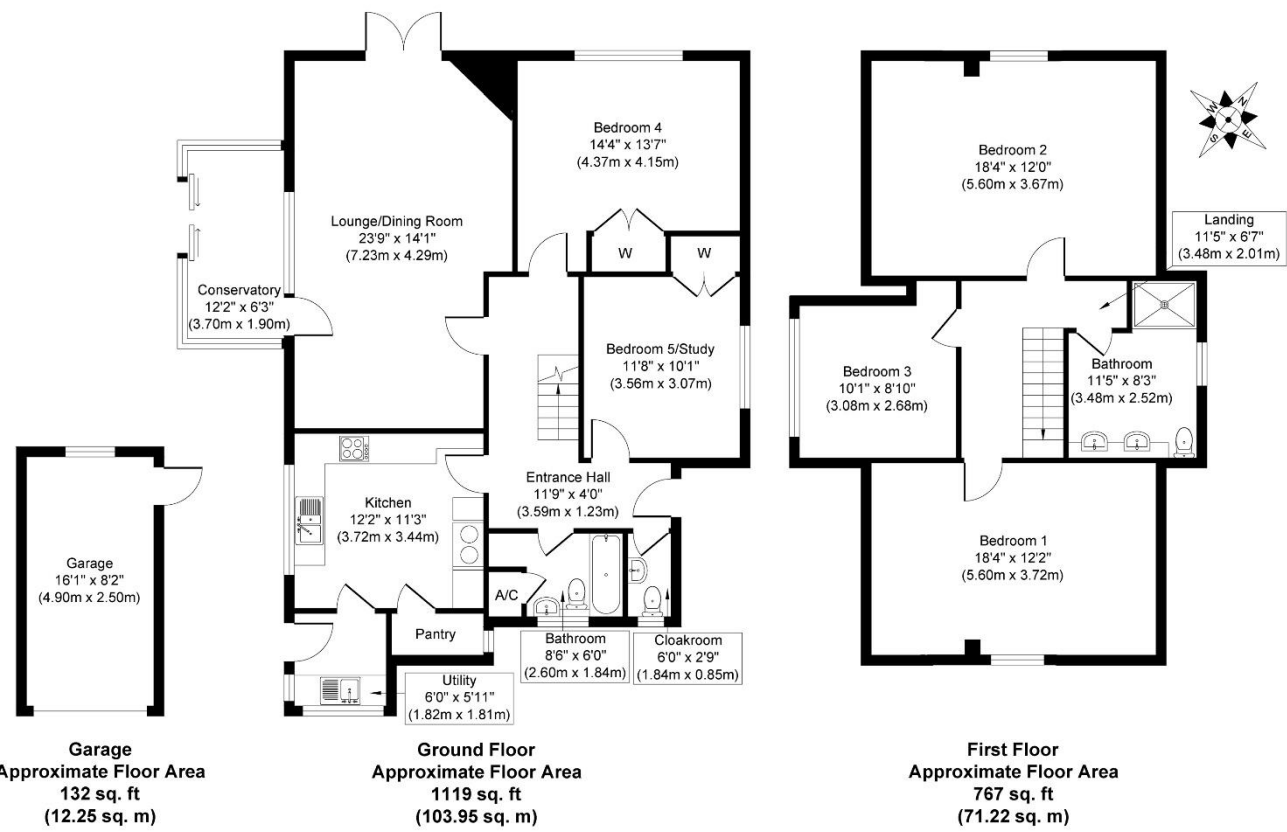 Lounge/Dining Room
23'9" x 14'1"
(7.23m x 4.29m)
Bedroom 4
14'4" x 13'7"
(4.37m x 4.15m)
W
W
Conservatory
12'2" x 6'3"
(3.70m x 1.90m)
Bedroom 5/Study
11'8" x 10'1"
(3.56m x 3.07m)
Kitchen
12'2" x 11'3"
(3.72m x 3.44m)
Entrance Hall
11'9" x 4'0"
(3.59m x 1.23m)
A/C
Pantry
Bathroom
8'6" x 6'0"
(2.60m x 1.84m)
Cloakroom
6'0" x 2'9"
(1.84m x 0.85m)
Utility
6'0" x 5'11"
(1.82m x 1.81m)
Garage
16'1" x 8'2"
(4.90m x 2.50m)
Bedroom 2
18'4" x 12'0"
(5.60m x 3.67m)
W N
S E
Landing
11'5" x 6'7"
(3.48m x 2.01m)
Bedroom 3
10'1" x 8'10"
(3.08m x 2.68m)
Bathroom
11'5" x 8'3"
(3.48m x 2.52m)
Bedroom 1
18'4" x 12'2"
(5.60m x 3.72m)
Garage
Approximate Floor Area
132 sq. ft
(12.25 sq. m)
Ground Floor
Approximate Floor Area
1119 sq. ft
(103.95 sq. m)
First Floor
Approximate Floor Area
767 sq. ft
(71.22 sq. m)